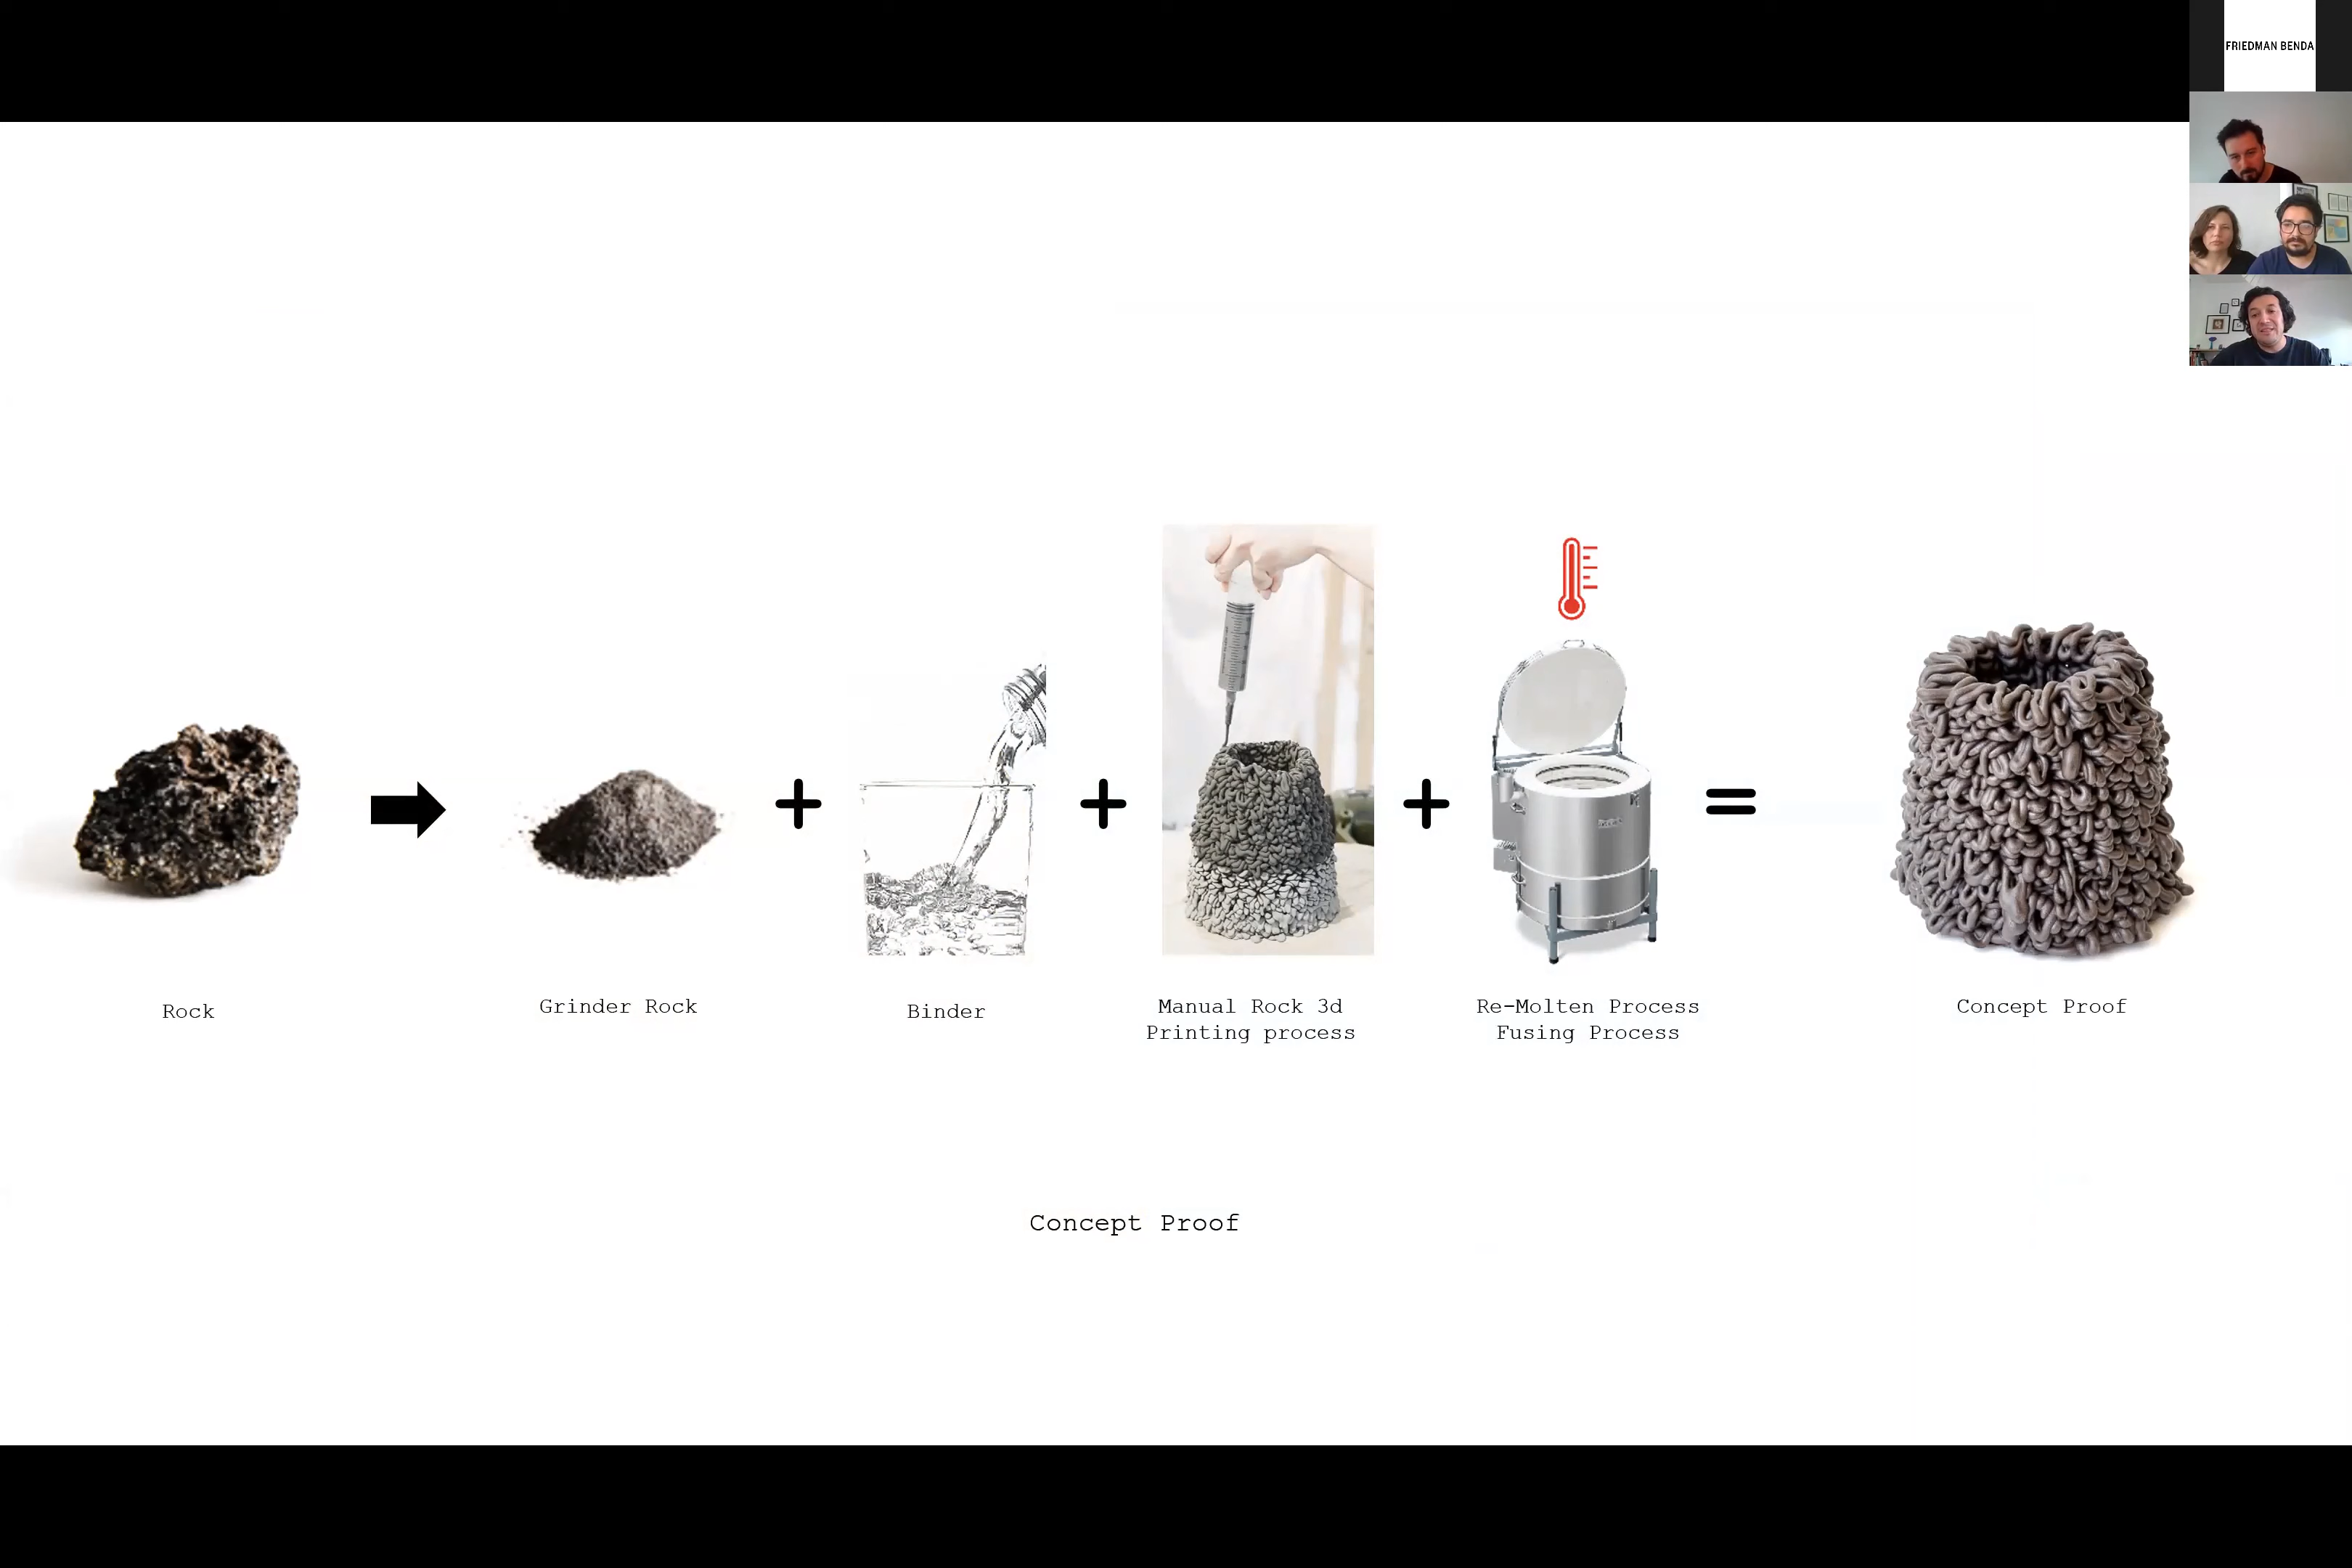 FRIEDMAN BENDA
Rock
Grinder Rock
Binder
Manual Rock 3d
Printing process
Re-Molten Process
Fusing Process
Concept Proof
Concept Proof